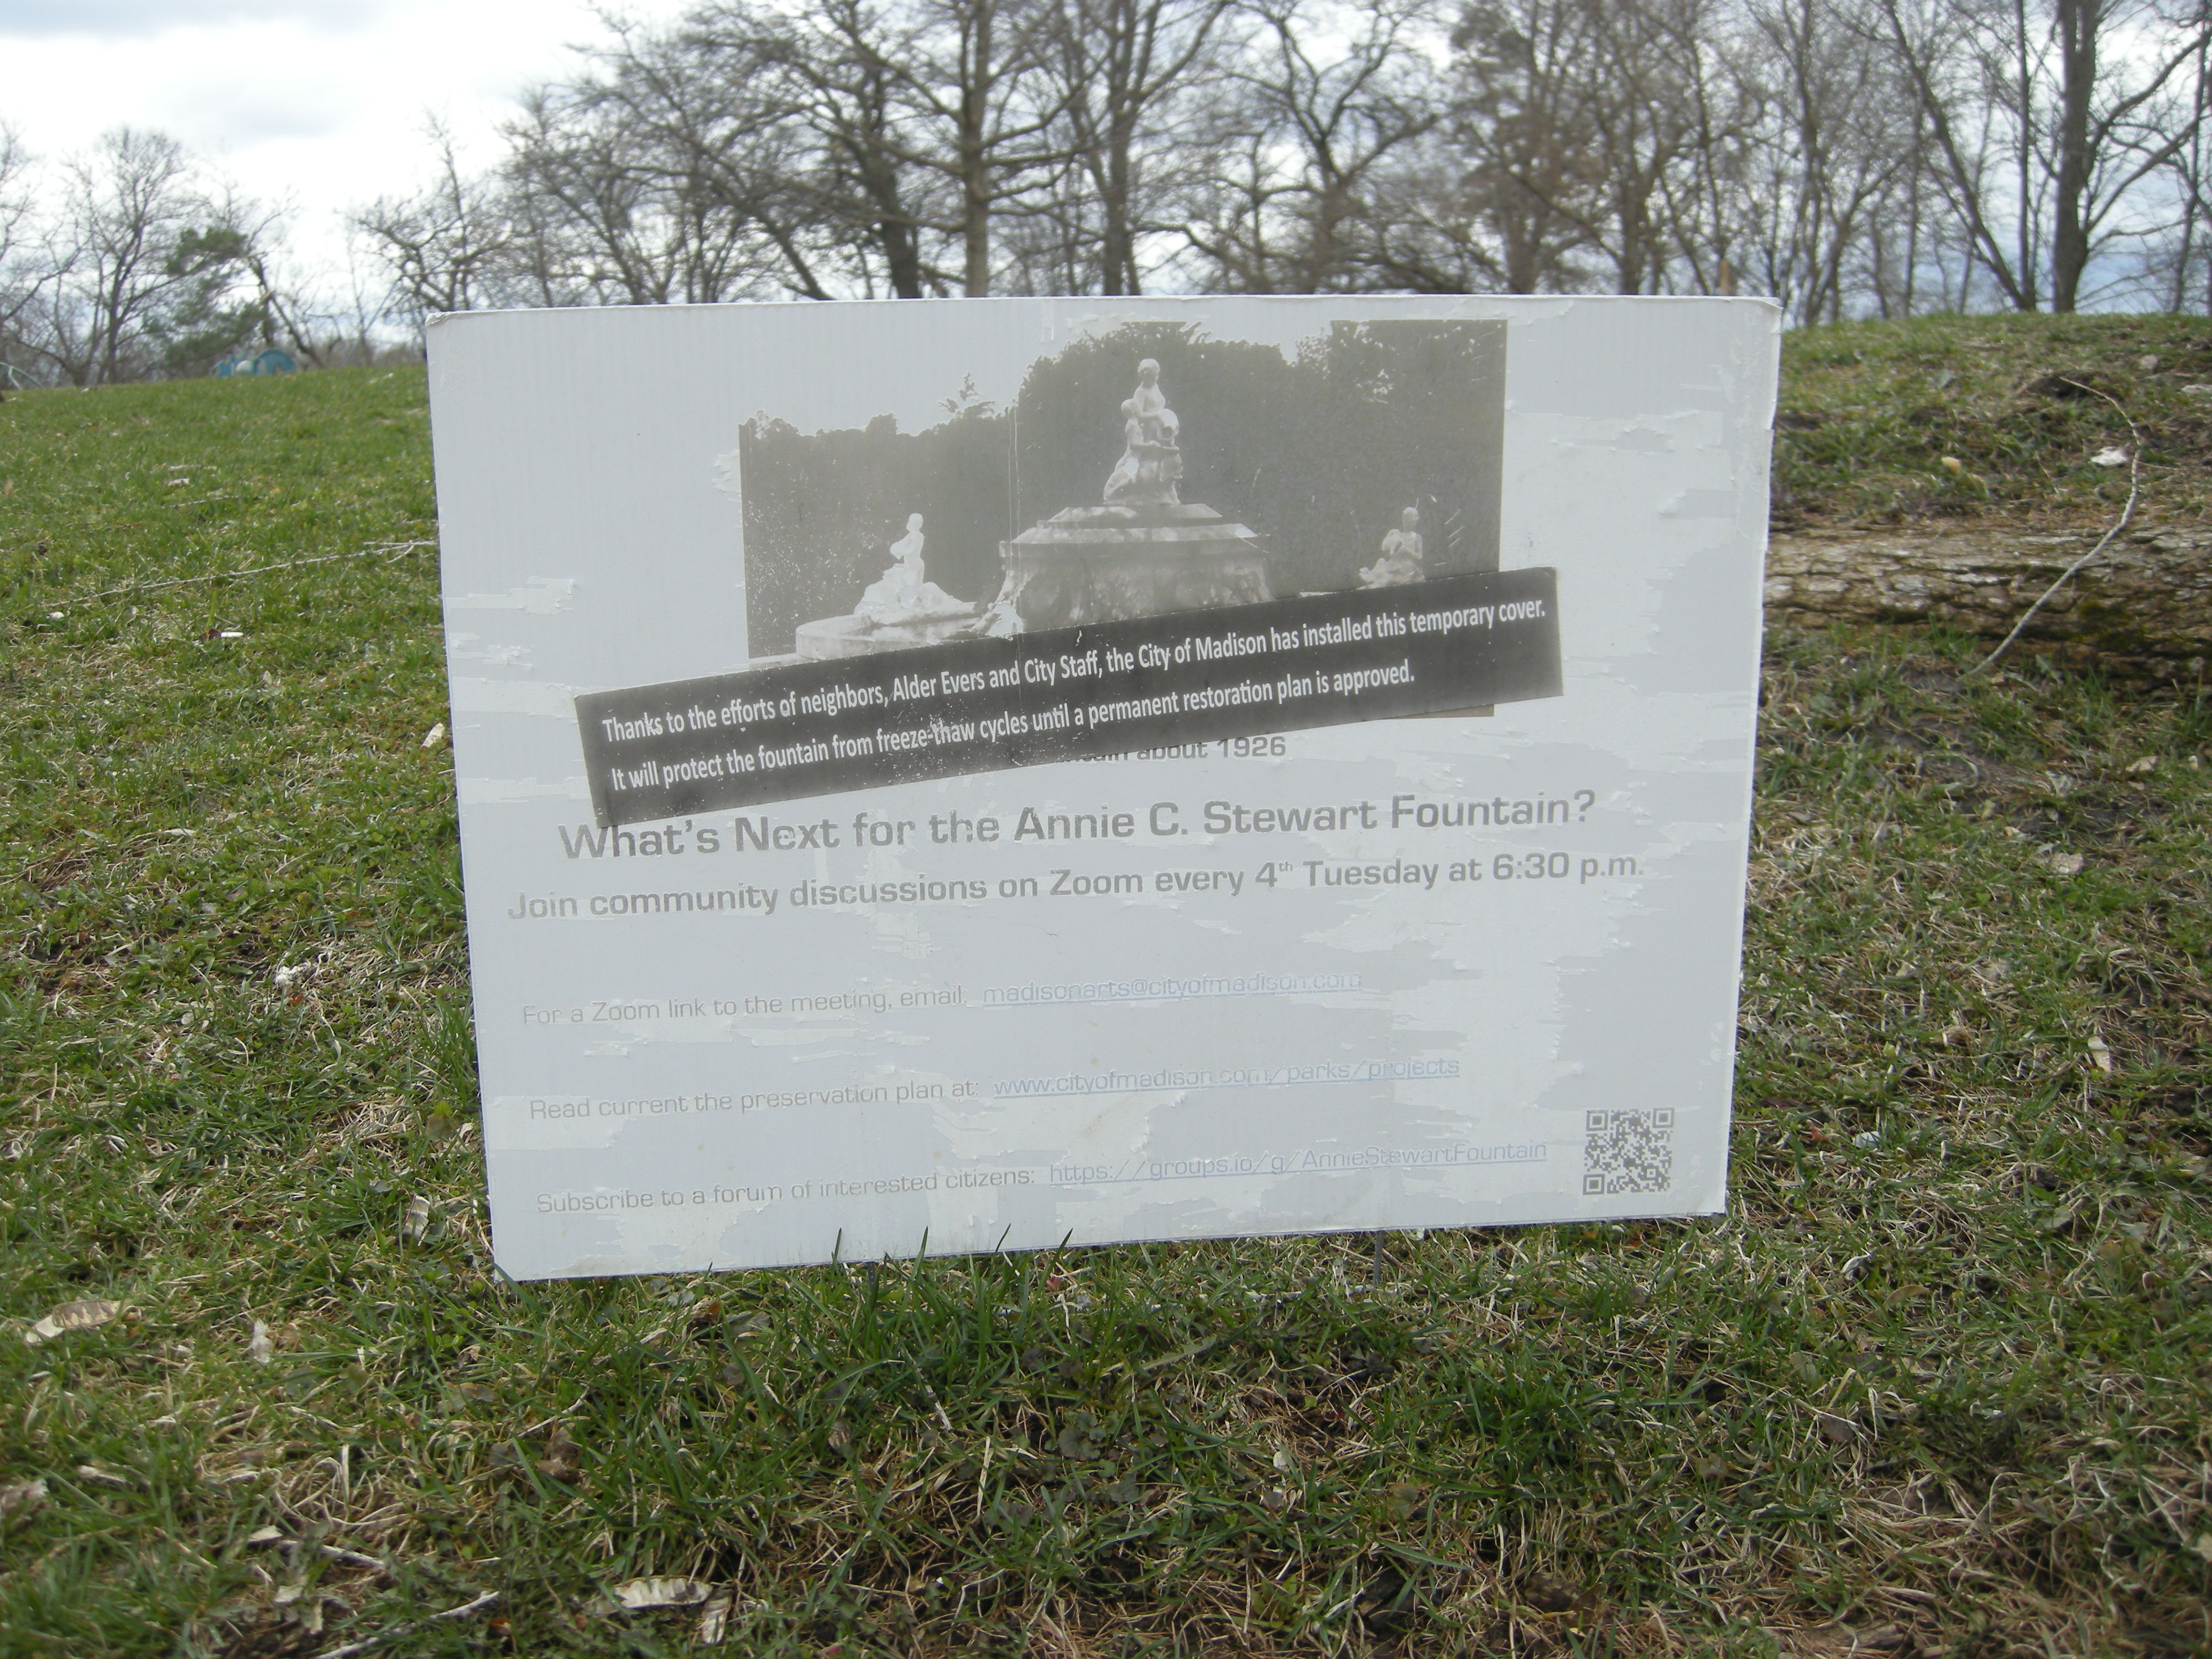 Thanks to the efforts of neighbors, Alder Evers and City Staff, the City of Madison has installed this temporary cover.
It will protect the fountain from freeze-thaw cycles until a permanent restoration plan is approved.
about 1926
What's Next for the Annie C. Stewart Fountain?
Join community discussions on Zoom every 4th Tuesday at 6:30 p.m.
For a Zoom link to the meeting, email: madisonarts@cityofmadison.com
Read current the preservation plan at: www.cityofmadison.com/parks/projects
Subscribe to a forum of interested citizens: https://groups.io/g/AnnieStewartFountain